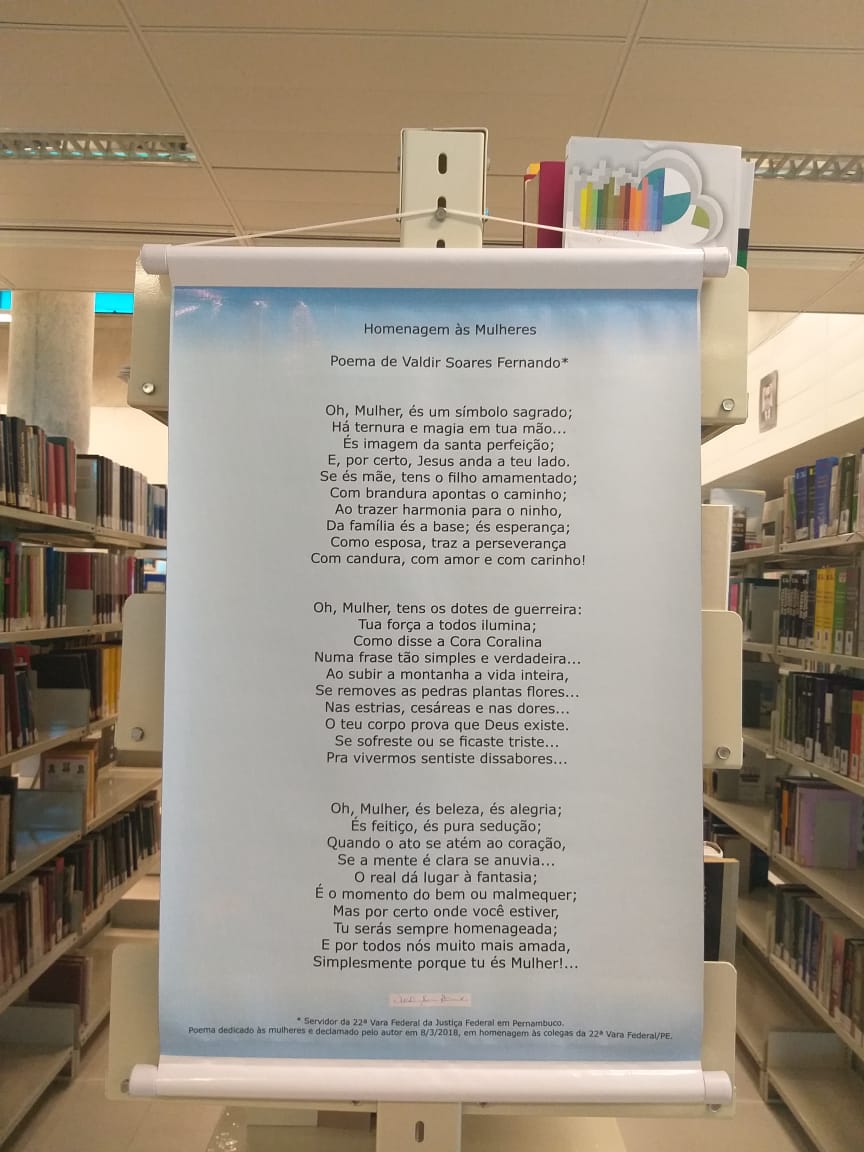 Homenagem às Mulheres
Poema de Valdir Soares Fernando*
Oh, Mulher, és um símbolo sagrado;
Há ternura e magia em tua mão...
És imagem da santa perfeição;
E, por certo, Jesus anda a teu lado.
Se és mãe, tens o filho amamentado;
Com brandura apontas o caminho;
Ao trazer harmonia para o ninho,
Da família és a base; és esperança;
Como esposa, traz a perseverança
Com candura, com amor e com carinho!
Oh, Mulher, tens os dotes de guerreira:
Tua força a todos ilumina;
Como disse a Cora Coralina
Numa frase tão simples e verdadeira...
Ao subir a montanha a vida inteira,
Se removes as pedras plantas flores...
Nas estrias, cesáreas e nas dores...
O teu corpo prova que Deus existe.
Se sofreste ou se ficaste triste...
Pra vivermos sentiste dissabores...
Oh, Mulher, és beleza, és alegria;
És feitiço, és pura sedução;
Quando o ato se atém ao coração,
Se a mente é clara se anuvia...
O real dá lugar à fantasia;
É o momento do bem ou malmequer;
Mas por certo onde você estiver,
Tu serás sempre homenageada;
E por todos nós muito mais amada,
Simplesmente porque tu és Mulher!...
* Servidor da 22ª Vara Federal da Justiça Federal em Pernambuco.
Poema dedicado às mulheres e declamado pelo autor em 8/3/2018, em homenagem às colegas da 22ª Vara Federal/PE.